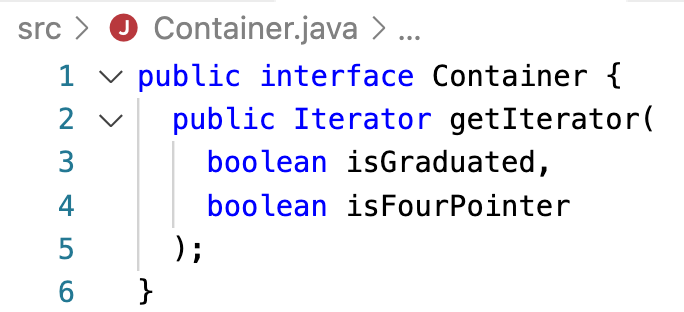 src > J Container.java > ...
1 public interface Container {
2   public Iterator getIterator(
3     boolean isGraduated,
4     boolean isFourPointer
5   );
6 }